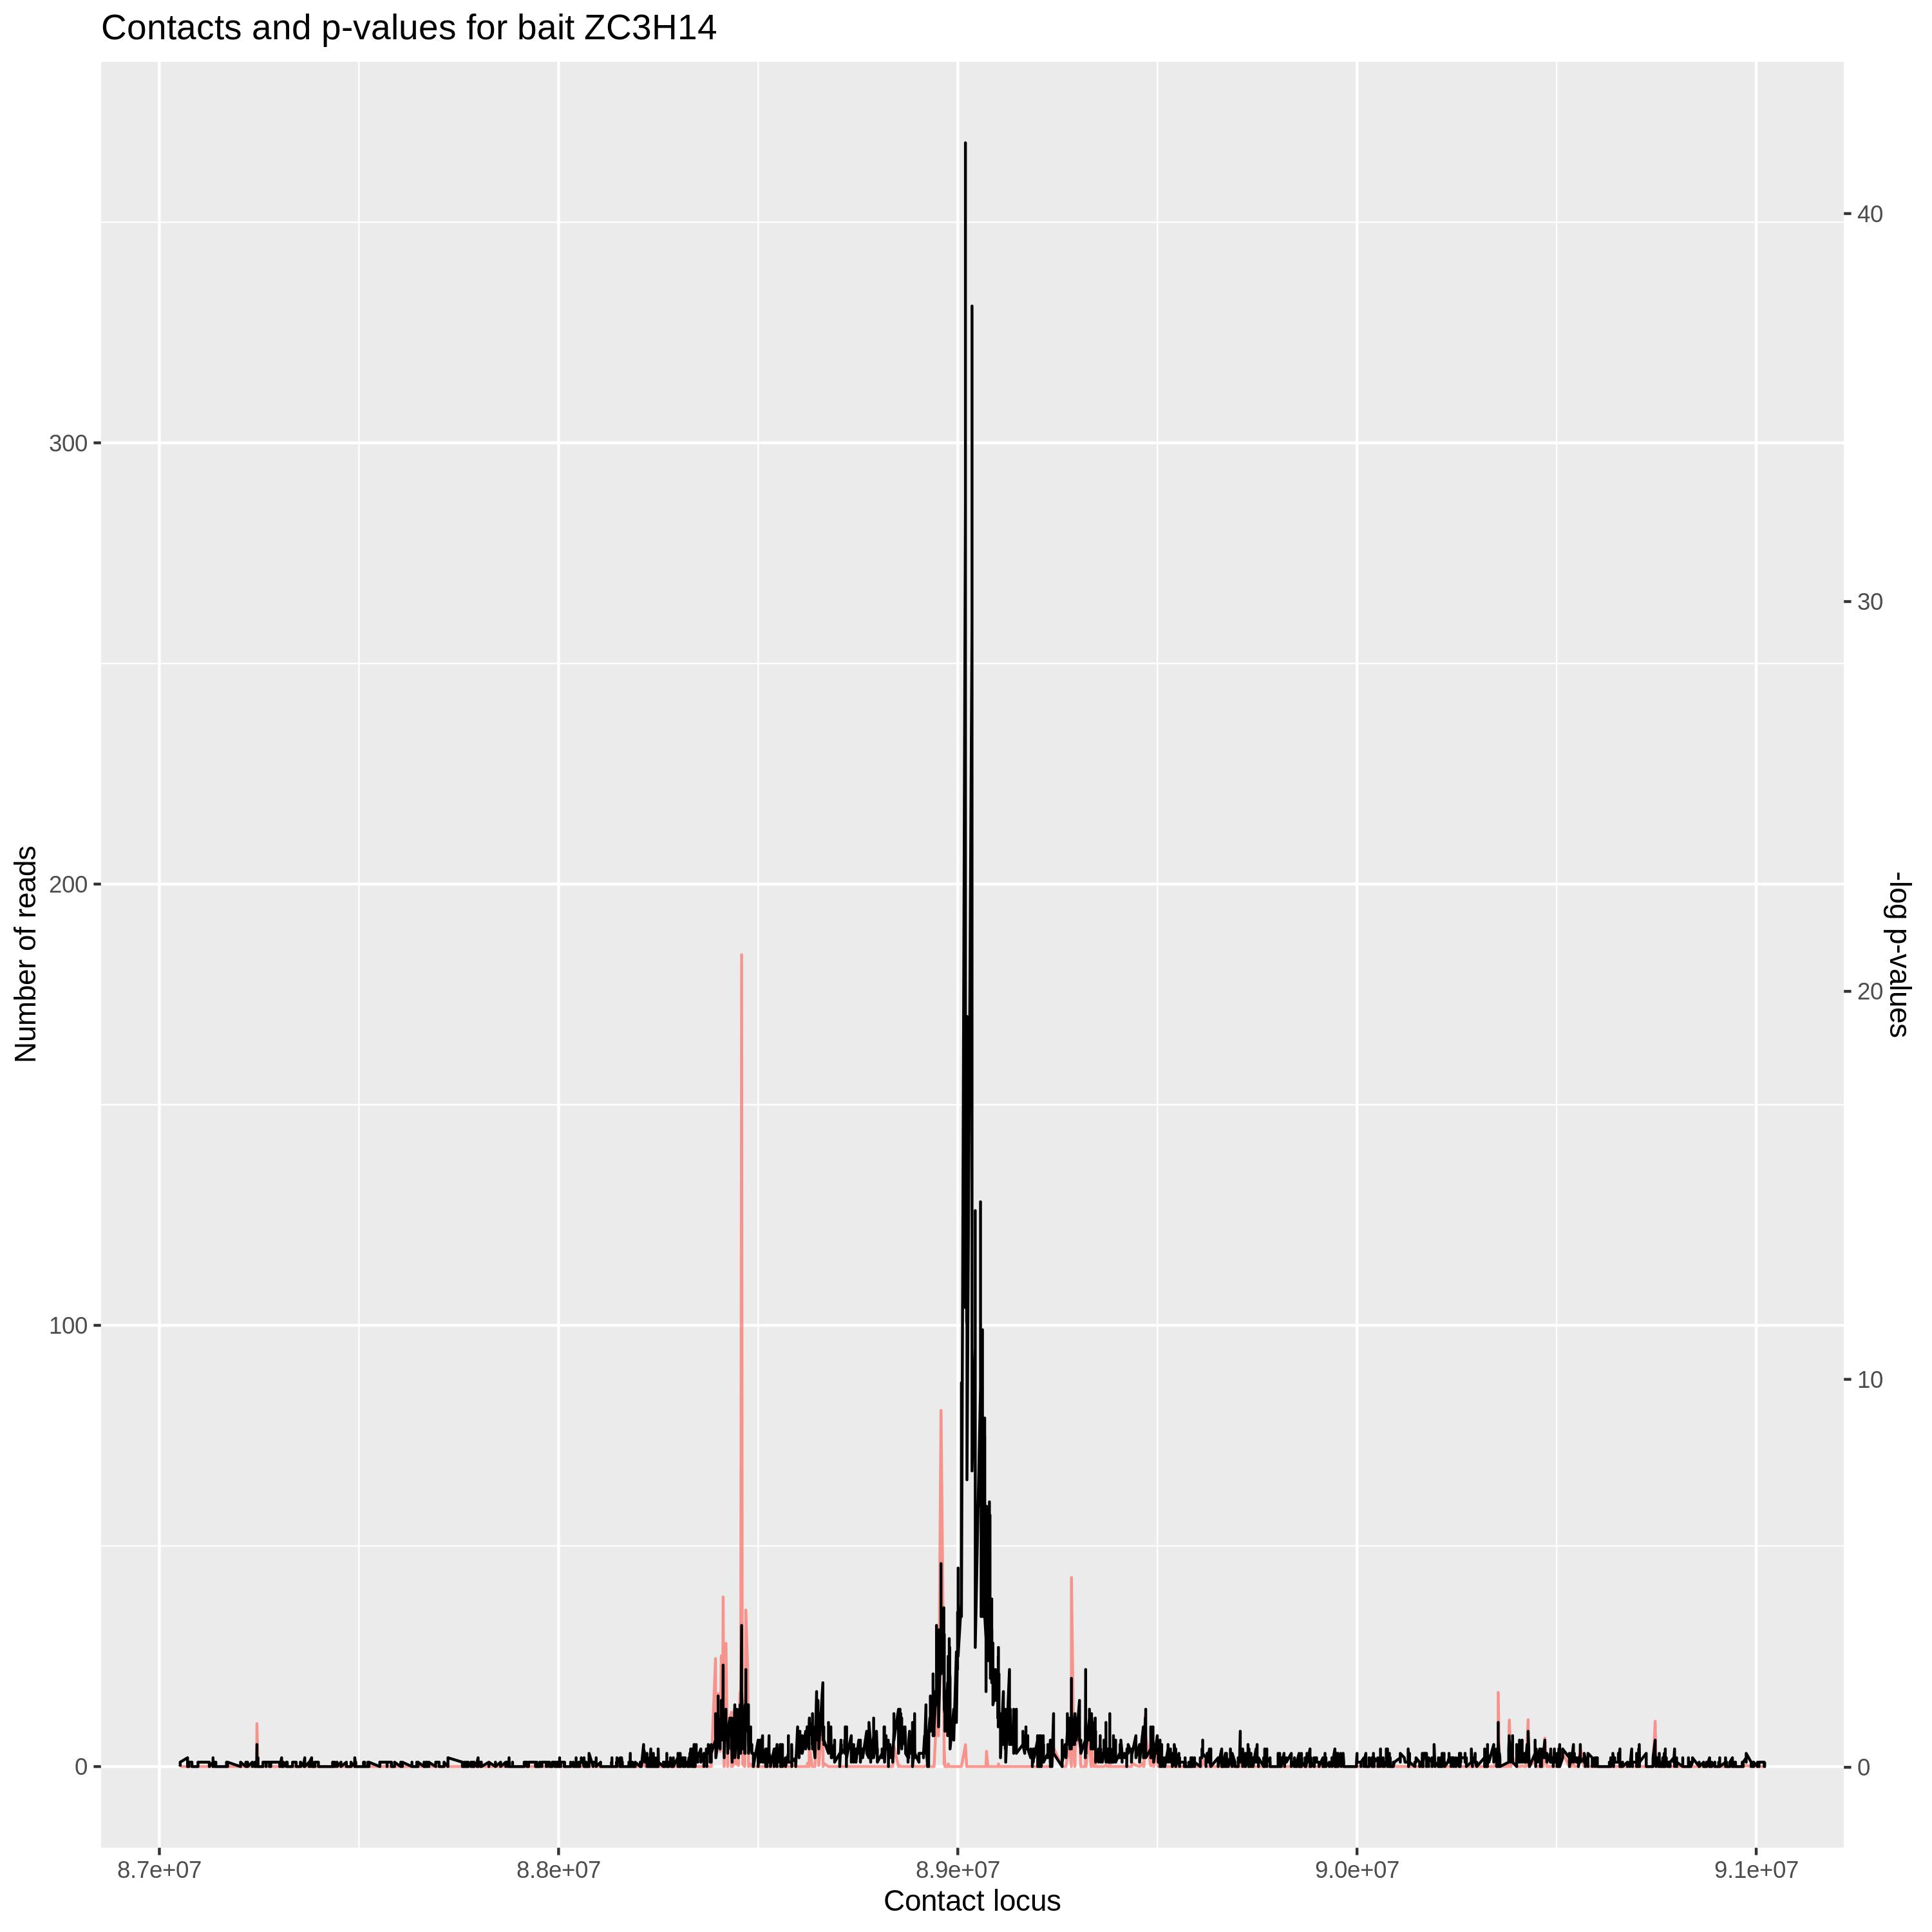 Contacts and p-values for bait ZC3H14
Number of reads
300
200
100
0
40
30
20
10
0
-log p-values
8.7e+07 8.8e+07 8.9e+07 9.0e+07 9.1e+07
Contact locus